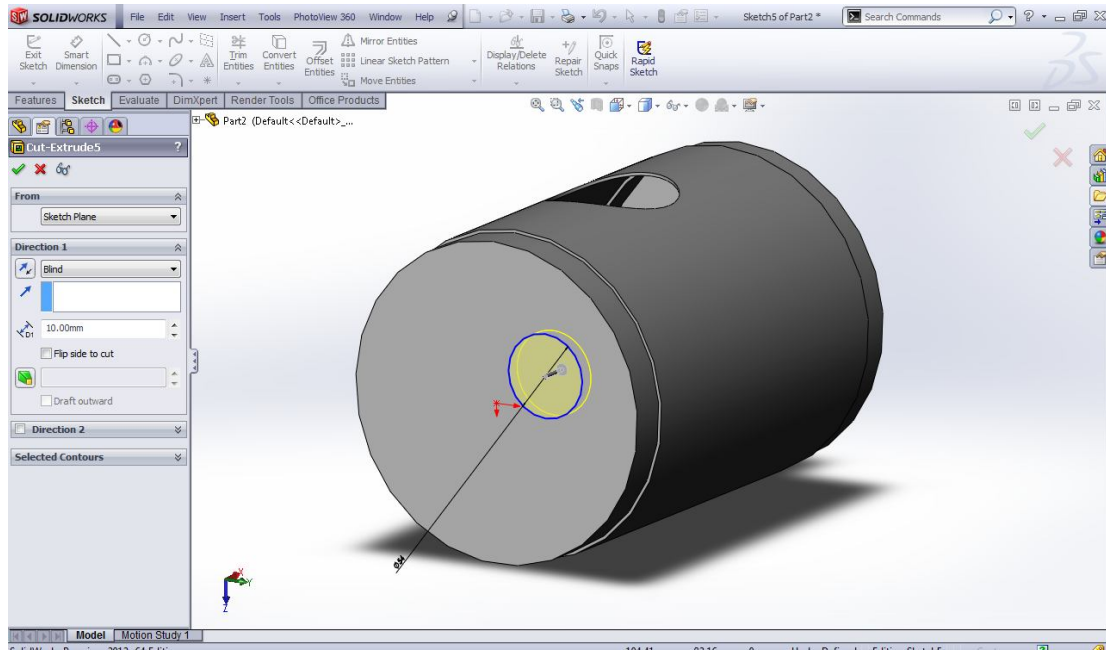 SOLIDWORKS File Edit View Insert Tools PhotoView 360 Window Help Sketch5 of Part2 * Search Commands ?
Exit Sketch
Smart Dimension
Trim Entities
Convert Entities
Offset Entities
Mirror Entities
Linear Sketch Pattern
Move Entities
Display/Delete Relations
Repair Sketch
Quick Snaps
Rapid Sketch
Features Sketch Evaluate DimXpert Render Tools Office Products
Part2 (Default<<Default>_...
Cut-Extrude5 ?
From
Sketch Plane
Direction 1
Blind
D1 10.00mm
Flip side to cut
Draft outward
Direction 2
Selected Contours
X
Y
Z
Model Motion Study 1